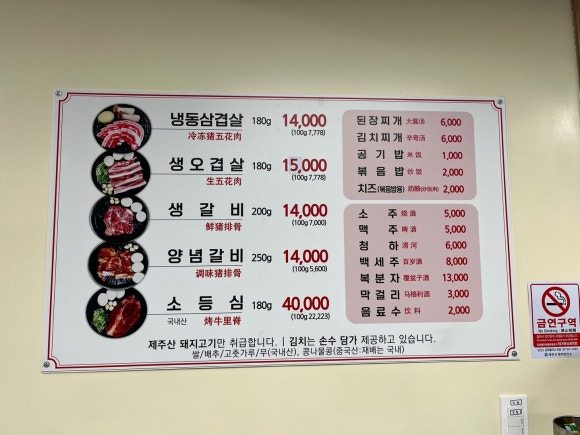 냉동삼겹살 180g 14,000
冷冻猪五花肉 (100g 7,778)
생오겹살 180g 15,000
生五花肉 (100g 7,778)
생갈비 200g 14,000
鲜猪排骨 (100g 7,000)
양념갈비 250g 14,000
调味猪排骨 (100g 5,600)
소등심 180g 40,000
국내산 烤牛里脊 (100g 22,223)
된장찌개 大酱汤 6,000
김치찌개 辛奇汤 6,000
공기밥 米饭 1,000
볶음밥 炒饭 2,000
치즈(볶음밥용) 奶酪(炒饭用) 2,000
소주 烧酒 5,000
맥주 啤酒 5,000
청하 清河 6,000
백세주 百岁酒 8,000
복분자 覆盆子酒 13,000
막걸리 马格利酒 3,000
음료수 饮料 2,000
제주산 돼지고기만 취급합니다. | 김치는 손수 담가 제공하고 있습니다.
쌀/배추/고춧가루/무(국내산), 콩나물콩(중국산:재배는 국내)
금연구역
No Smoking 禁止吸烟